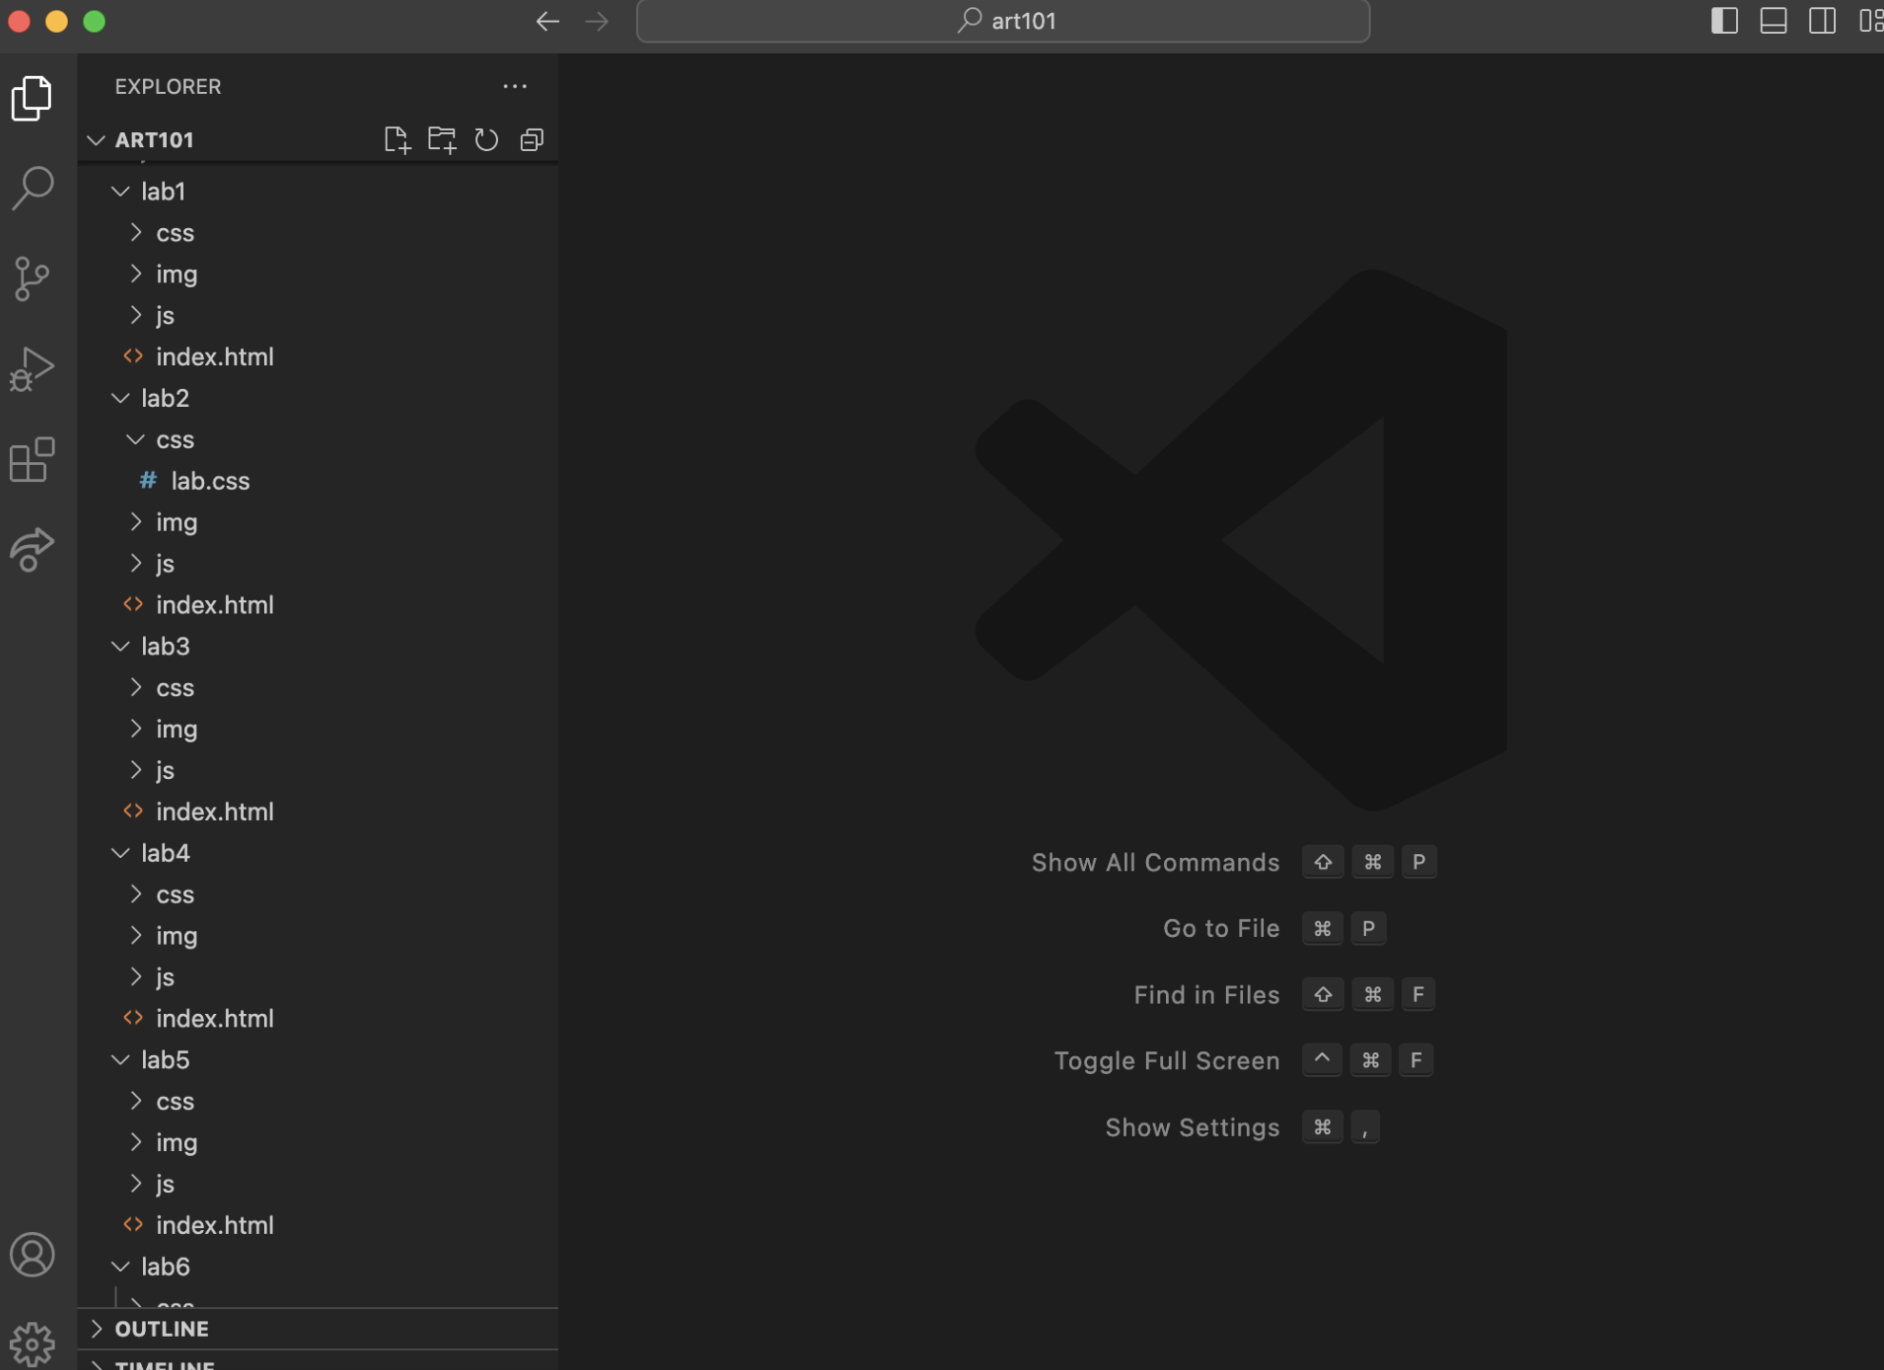 art101
EXPLORER
ART101
lab1
css
img
js
index.html
lab2
css
# lab.css
img
js
index.html
lab3
css
img
js
index.html
lab4
css
img
js
index.html
lab5
css
img
js
index.html
lab6
css
OUTLINE
TIMELINE
Show All Commands ⇧ ⌘ P
Go to File ⌘ P
Find in Files ⇧ ⌘ F
Toggle Full Screen ^ ⌘ F
Show Settings ⌘ ,